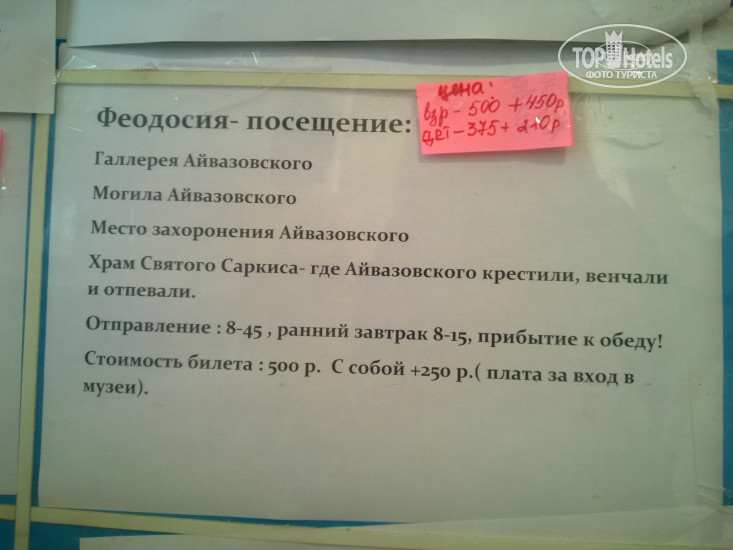 TOP Hotels
ФОТО ТУРИСТА
цена:
взр - 500 + 450р
дет - 375 + 210р
Феодосия- посещение:
Галлерея Айвазовского
Могила Айвазовского
Место захоронения Айвазовского
Храм Святого Саркиса- где Айвазовского крестили, венчали
и отпевали.
Отправление : 8-45 , ранний завтрак 8-15, прибытие к обеду!
Стоимость билета : 500 р.  С собой +250 р.( плата за вход в
музеи).